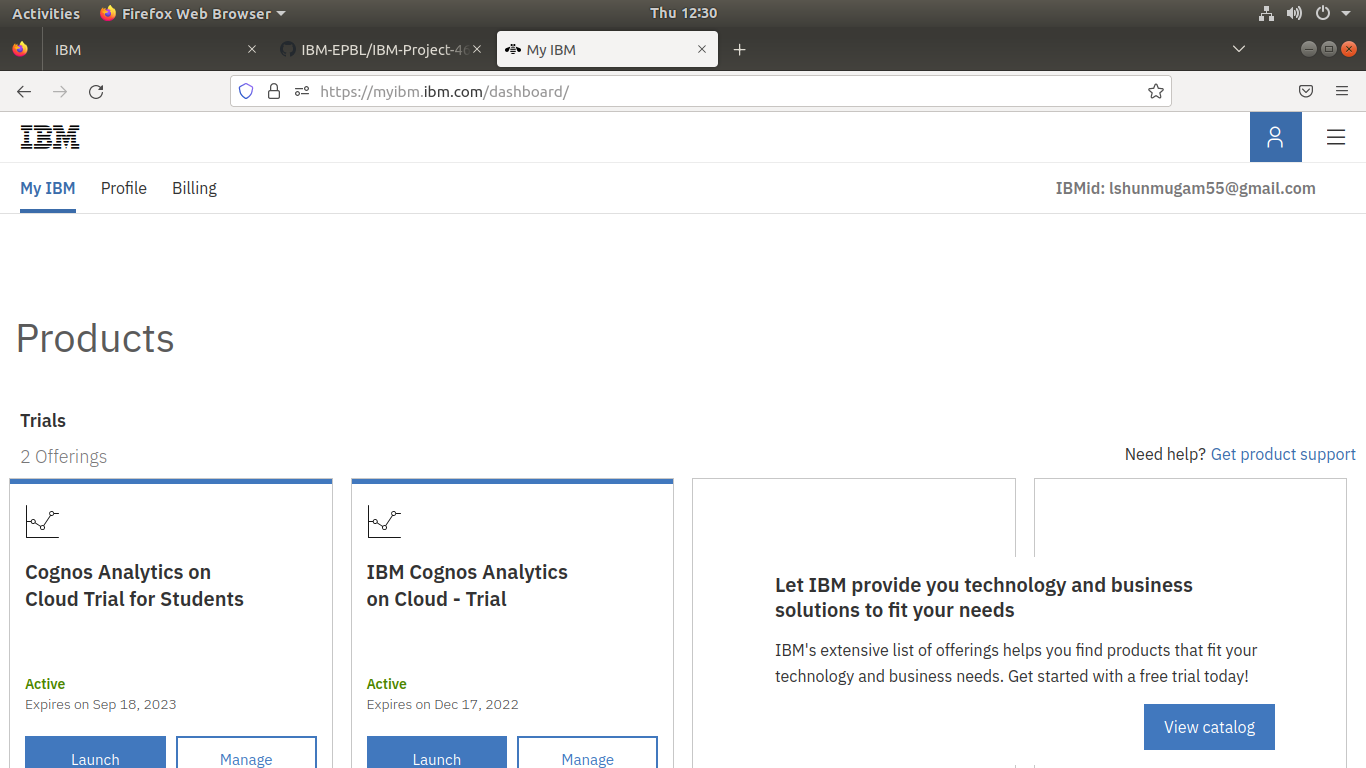 Activities Firefox Web Browser Thu 12:30
IBM IBM-EPBL/IBM-Project-46 My IBM
https://myibm.ibm.com/dashboard/
IBM
My IBM Profile Billing IBMid: lshunmugam55@gmail.com
Products
Trials
2 Offerings
Need help? Get product support
Cognos Analytics on
Cloud Trial for Students
Active
Expires on Sep 18, 2023
Launch Manage
IBM Cognos Analytics
on Cloud - Trial
Active
Expires on Dec 17, 2022
Launch Manage
Let IBM provide you technology and business
solutions to fit your needs
IBM's extensive list of offerings helps you find products that fit your
technology and business needs. Get started with a free trial today!
View catalog